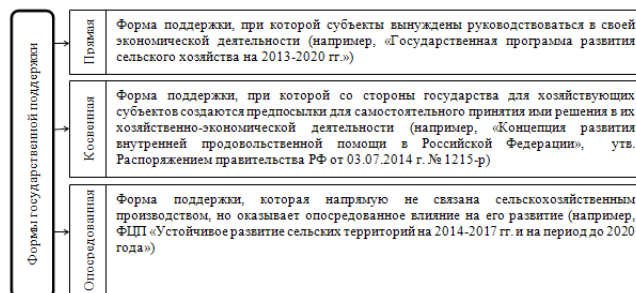 Формы государственной поддержки
Прямая
Форма поддержки, при которой субъекты вынуждены руководствоваться в своей
экономической деятельности (например, «Государственная программа развития
сельского хозяйства на 2013-2020 гг.»)
Косвенная
Форма поддержки, при которой со стороны государства для хозяйствующих
субъектов создаются предпосылки для самостоятельного принятия ими решения в их
хозяйственно-экономической деятельности (например, «Концепция развития
внутренней продовольственной помощи в Российской Федерации», утв.
Распоряжением правительства РФ от 03.07.2014 г. № 1215-р)
Опосредованная
Форма поддержки, которая напрямую не связана сельскохозяйственным
производством, но оказывает опосредованное влияние на его развитие (например,
ФЦП «Устойчивое развитие сельских территорий на 2014-2017 гг. и на период до 2020
года»)